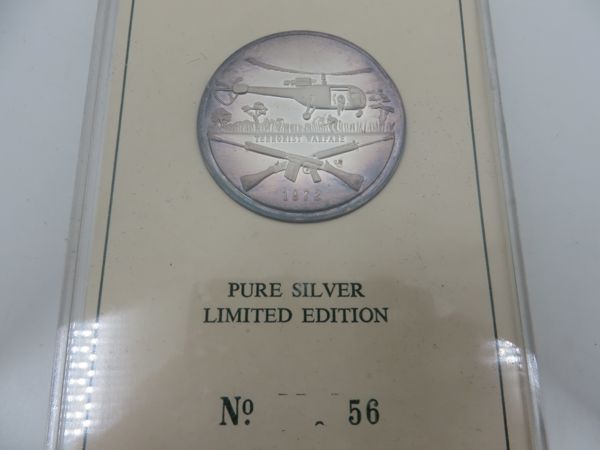 TERRORIST WARFARE
1972
PURE SILVER
LIMITED EDITION
No 56